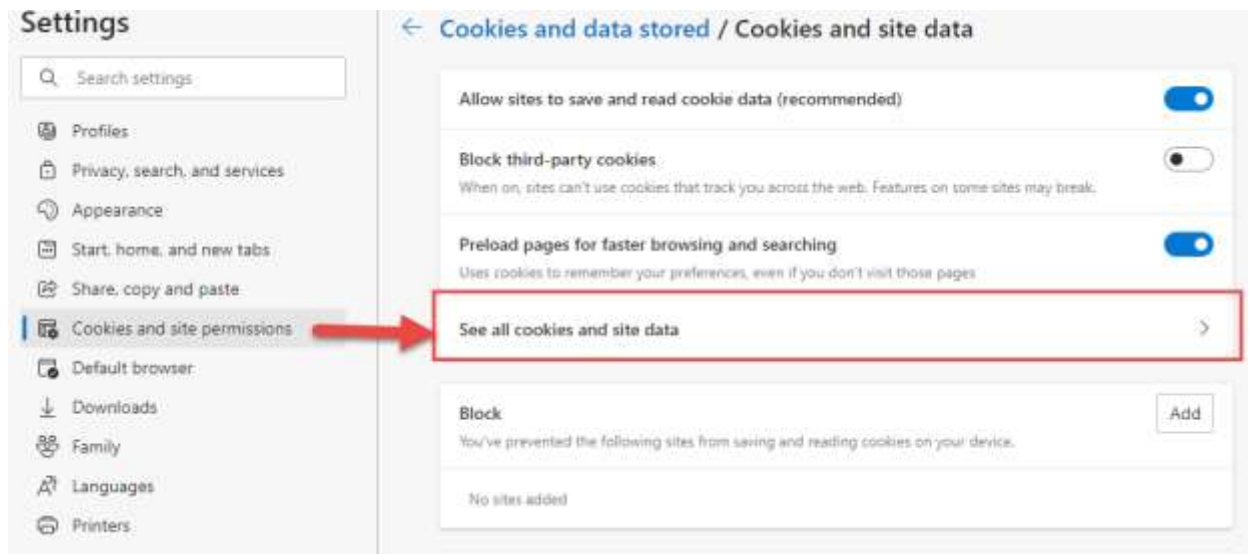 Settings
Search settings
Profiles
Privacy, search, and services
Appearance
Start, home, and new tabs
Share, copy and paste
Cookies and site permissions
Default browser
Downloads
Family
Languages
Printers
Cookies and data stored / Cookies and site data
Allow sites to save and read cookie data (recommended)
Block third-party cookies
When on, sites can't use cookies that track you across the web. Features on some sites may break.
Preload pages for faster browsing and searching
Uses cookies to remember your preferences, even if you don't visit those pages
See all cookies and site data
Block
Add
You've prevented the following sites from saving and reading cookies on your device.
No sites added